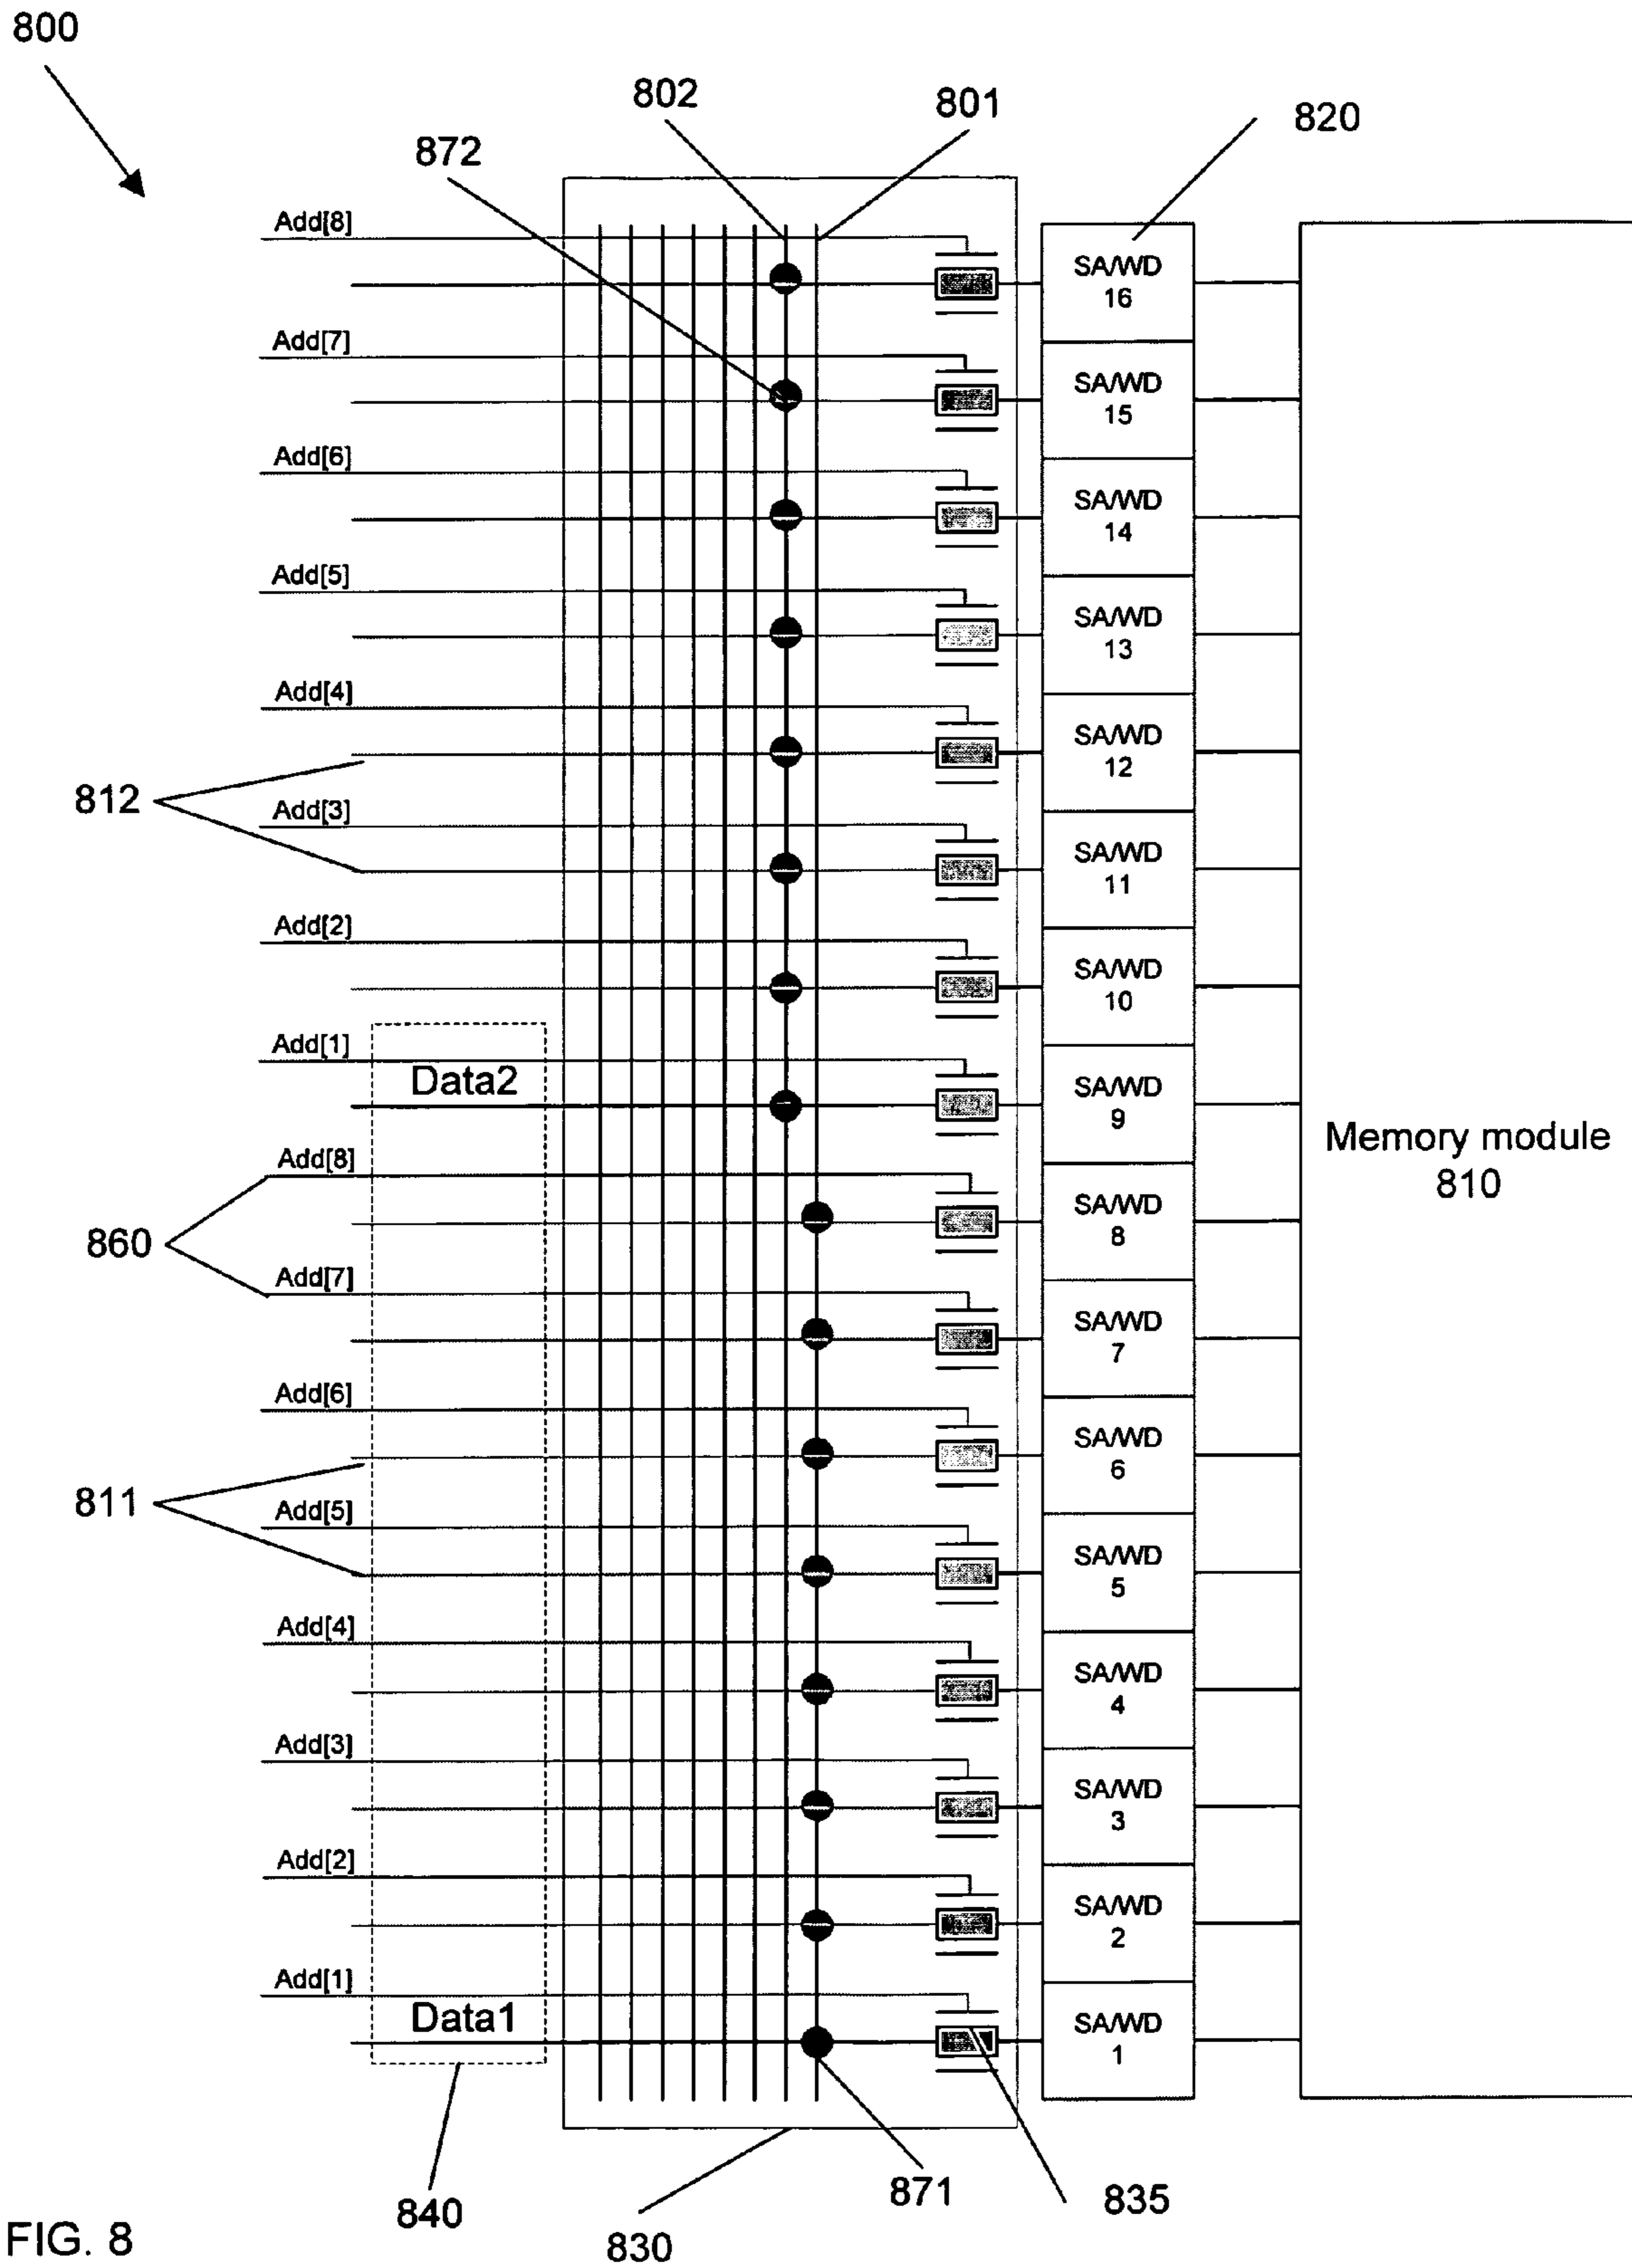 800
802
801
820
872
Add[8]
SA/WD
16
Add[7]
SA/WD
15
Add[6]
SA/WD
14
Add[5]
SA/WD
13
Add[4]
SA/WD
12
812
Add[3]
SA/WD
11
Add[2]
SA/WD
10
Add[1]
Data2
SA/WD
9
Memory module
810
Add[8]
SA/WD
8
860
Add[7]
SA/WD
7
Add[6]
SA/WD
6
811
Add[5]
SA/WD
5
Add[4]
SA/WD
4
Add[3]
SA/WD
3
Add[2]
SA/WD
2
Add[1]
Data1
SA/WD
1
871
835
840
830
FIG. 8